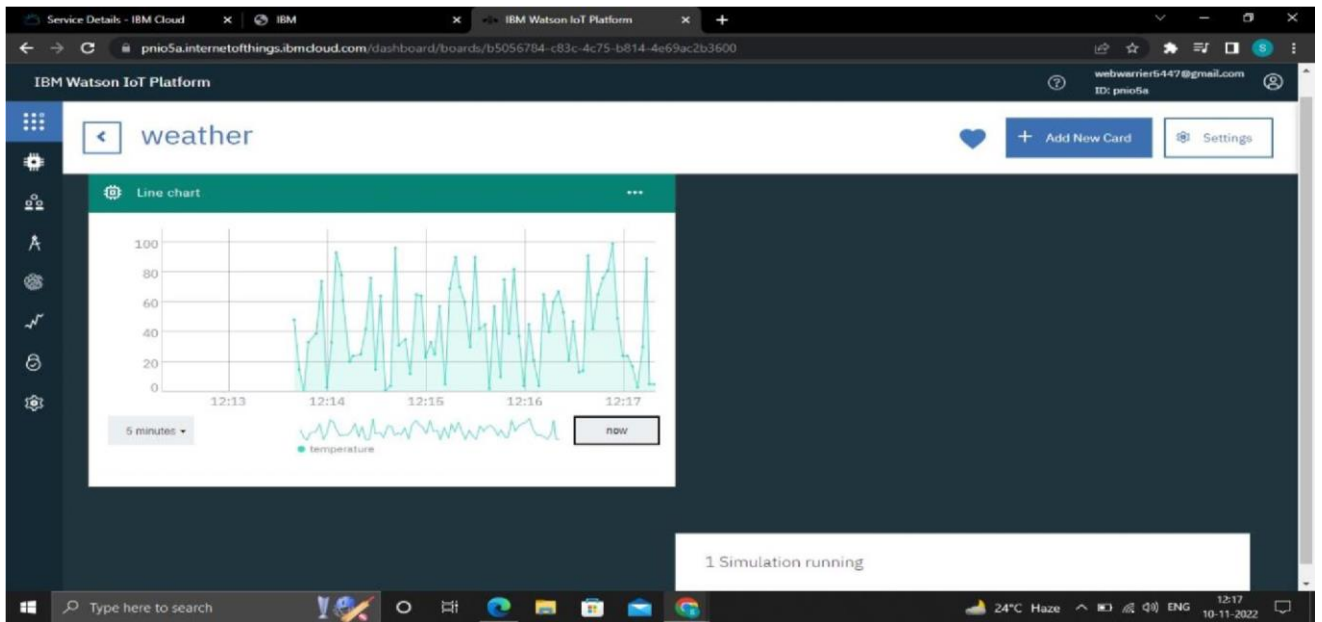 Service Details - IBM Cloud
IBM
IBM Watson IoT Platform
pnio5a.internetofthings.ibmcloud.com/dashboard/boards/b5056784-c83c-4c75-b814-4e69ac2b3600
S
IBM Watson IoT Platform
webwarrier6447@gmail.com
ID: pnio5a
weather
+ Add New Card
Settings
Line chart
100
80
60
40
20
0
12:13 12:14 12:15 12:16 12:17
5 minutes
now
temperature
1 Simulation running
Type here to search
24°C Haze
ENG
12:17
10-11-2022